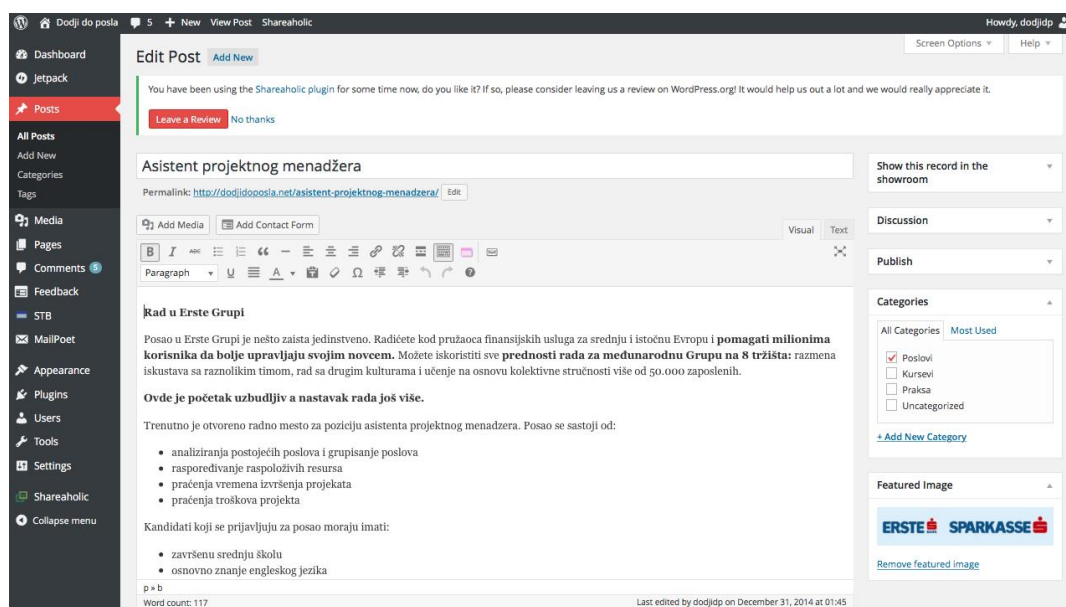 Dodji do posla 5 + New View Post Shareaholic Howdy, dodjidp
Dashboard
Jetpack
Posts
All Posts
Add New
Categories
Tags
Media
Pages
Comments 5
Feedback
STB
MailPoet
Appearance
Plugins
Users
Tools
Settings
Shareaholic
Collapse menu
Screen Options Help
Edit Post Add New
You have been using the Shareaholic plugin for some time now, do you like it? If so, please consider leaving us a review on WordPress.org! It would help us out a lot and we would really appreciate it.
Leave a Review No thanks
Asistent projektnog menadžera
Permalink: http://dodjidoposla.net/asistent-projektnog-menadzera/ Edit
Add Media Add Contact Form
Visual Text
B I ABC
Paragraph U A Ω
Rad u Erste Grupi
Posao u Erste Grupi je nešto zaista jedinstveno. Radićete kod pružaoca finansijskih usluga za srednju i istočnu Evropu i pomagati milionima
korisnika da bolje upravljaju svojim novcem. Možete iskoristiti sve prednosti rada za međunarodnu Grupu na 8 tržišta: razmena
iskustava sa raznolikim timom, rad sa drugim kulturama i učenje na osnovu kolektivne stručnosti više od 50.000 zaposlenih.
Ovde je početak uzbudljiv a nastavak rada još više.
Trenutno je otvoreno radno mesto za poziciju asistenta projektnog menadzera. Posao se sastoji od:
• analiziranja postojećih poslova i grupisanje poslova
• raspoređivanje raspoloživih resursa
• praćenja vremena izvršenja projekata
• praćenja troškova projekta
Kandidati koji se prijavljuju za posao moraju imati:
• završenu srednju školu
• osnovno znanje engleskog jezika
p » b
Word count: 117 Last edited by dodjidp on December 31, 2014 at 01:45
Show this record in the
showroom
Discussion
Publish
Categories
All Categories Most Used
Poslovi
Kursevi
Praksa
Uncategorized
+ Add New Category
Featured Image
ERSTE SPARKASSE
Remove featured image